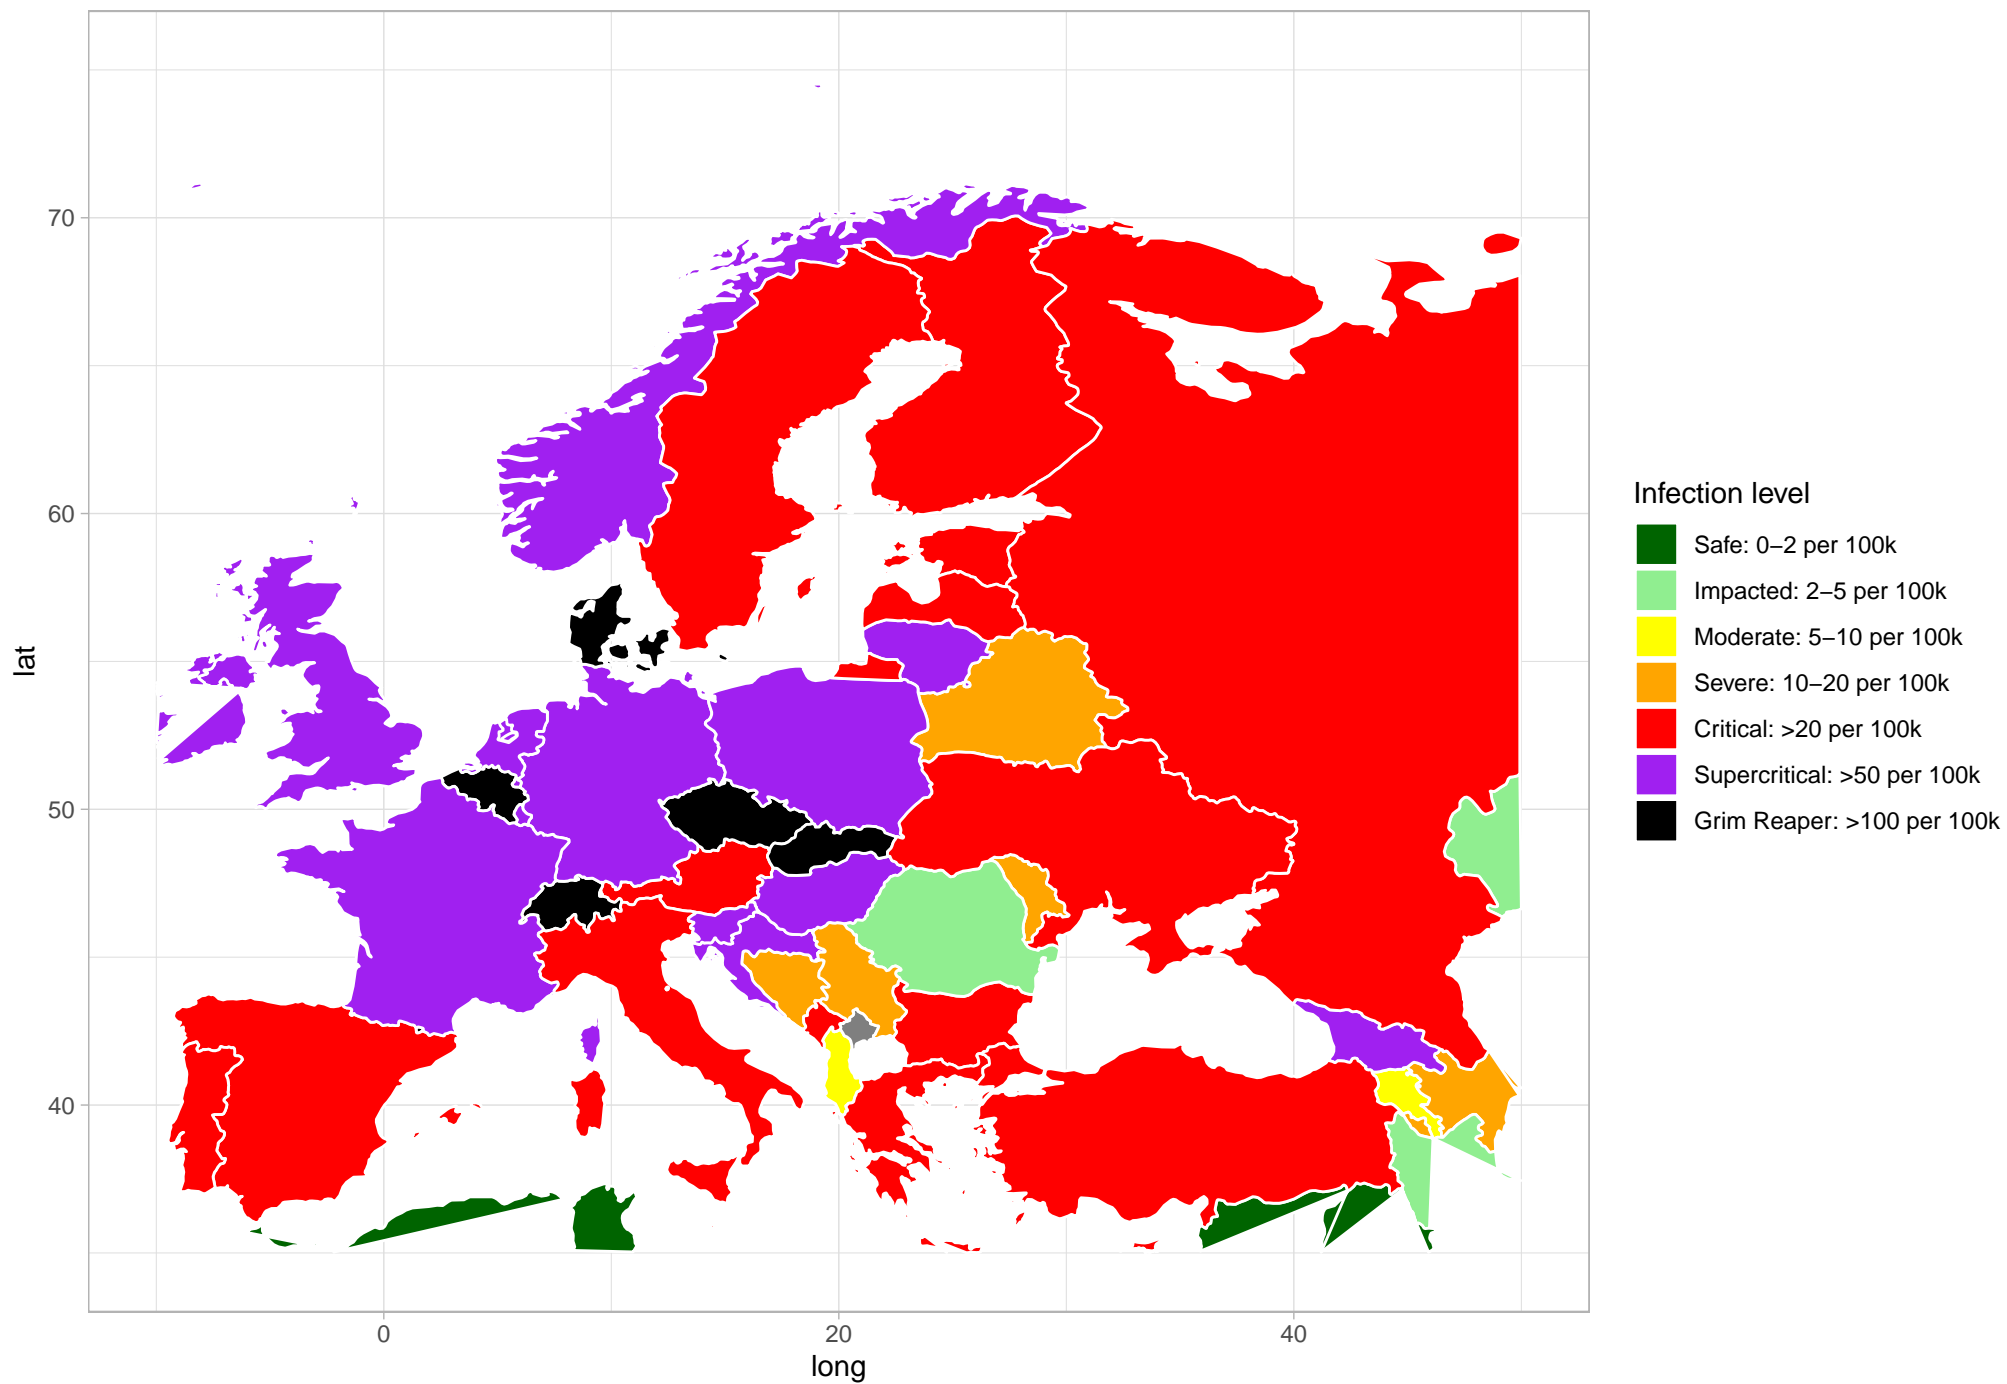 70
60
50
40
lat
0
20
40
long
Infection level
Safe: 0−2 per 100k
Impacted: 2−5 per 100k
Moderate: 5−10 per 100k
Severe: 10−20 per 100k
Critical: >20 per 100k
Supercritical: >50 per 100k
Grim Reaper: >100 per 100k